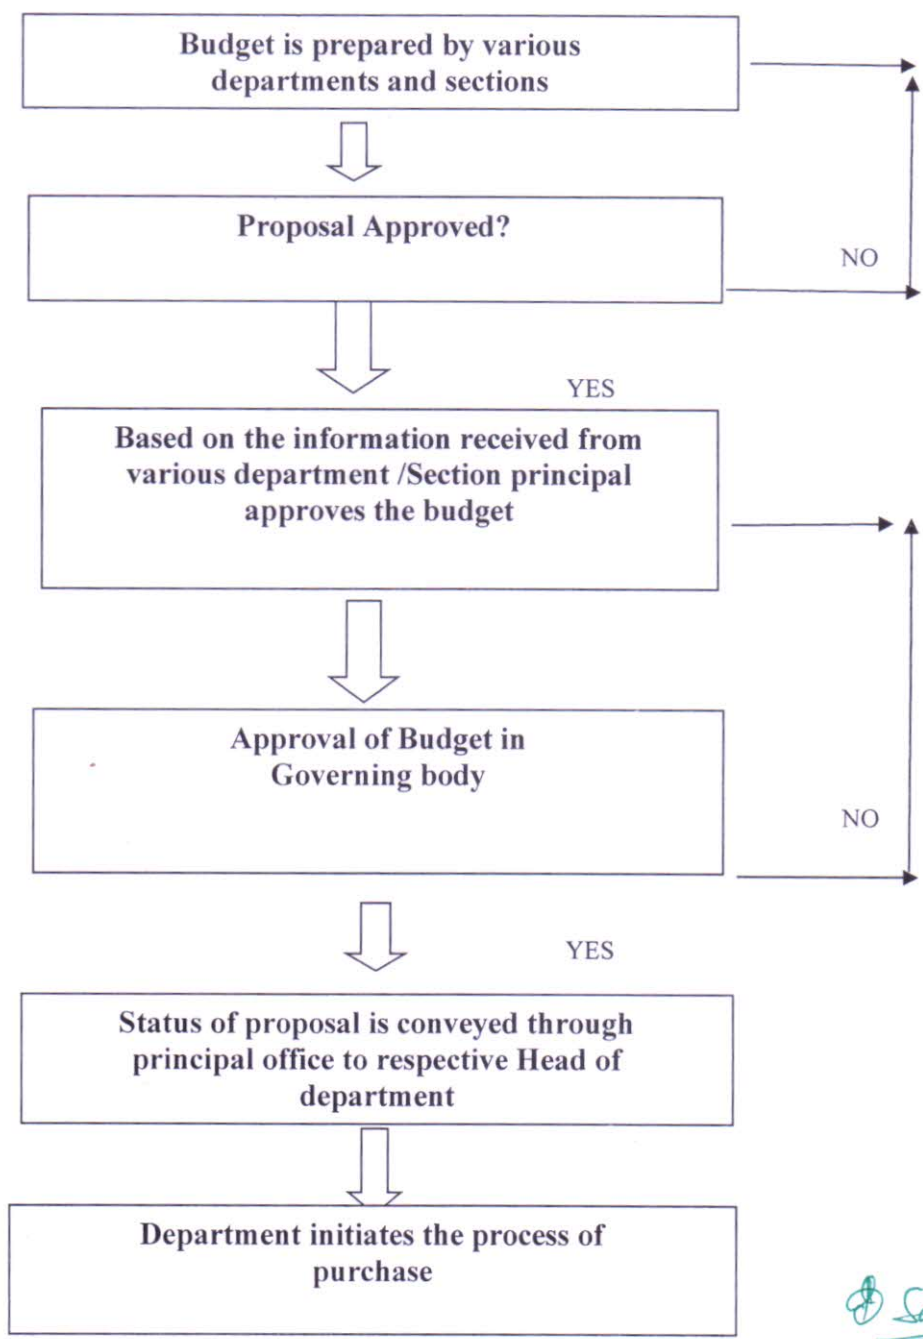 Budget is prepared by various
departments and sections
Proposal Approved?
NO
YES
Based on the information received from
various department /Section principal
approves the budget
Approval of Budget in
Governing body
NO
YES
Status of proposal is conveyed through
principal office to respective Head of
department
Department initiates the process of
purchase